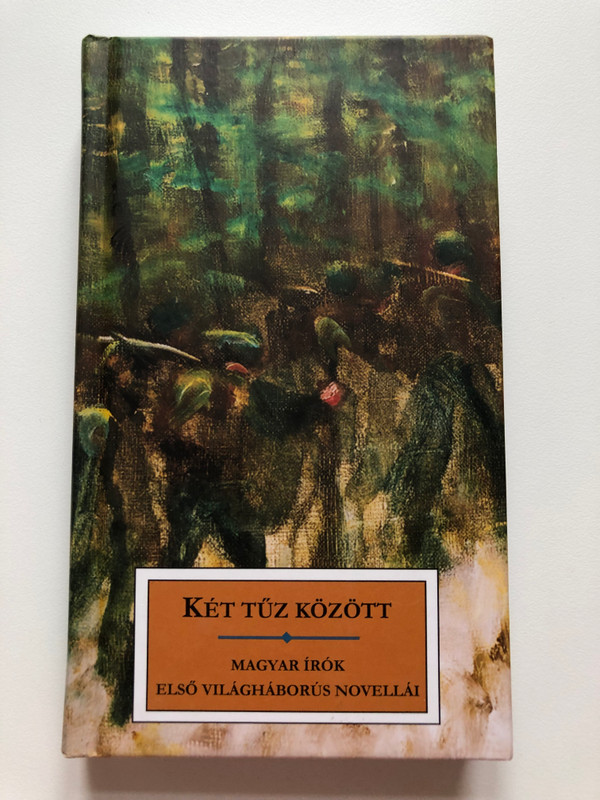 KÉT TŰZ KÖZÖTT
MAGYAR ÍRÓK
ELSŐ VILÁGHÁBORÚS NOVELLÁI